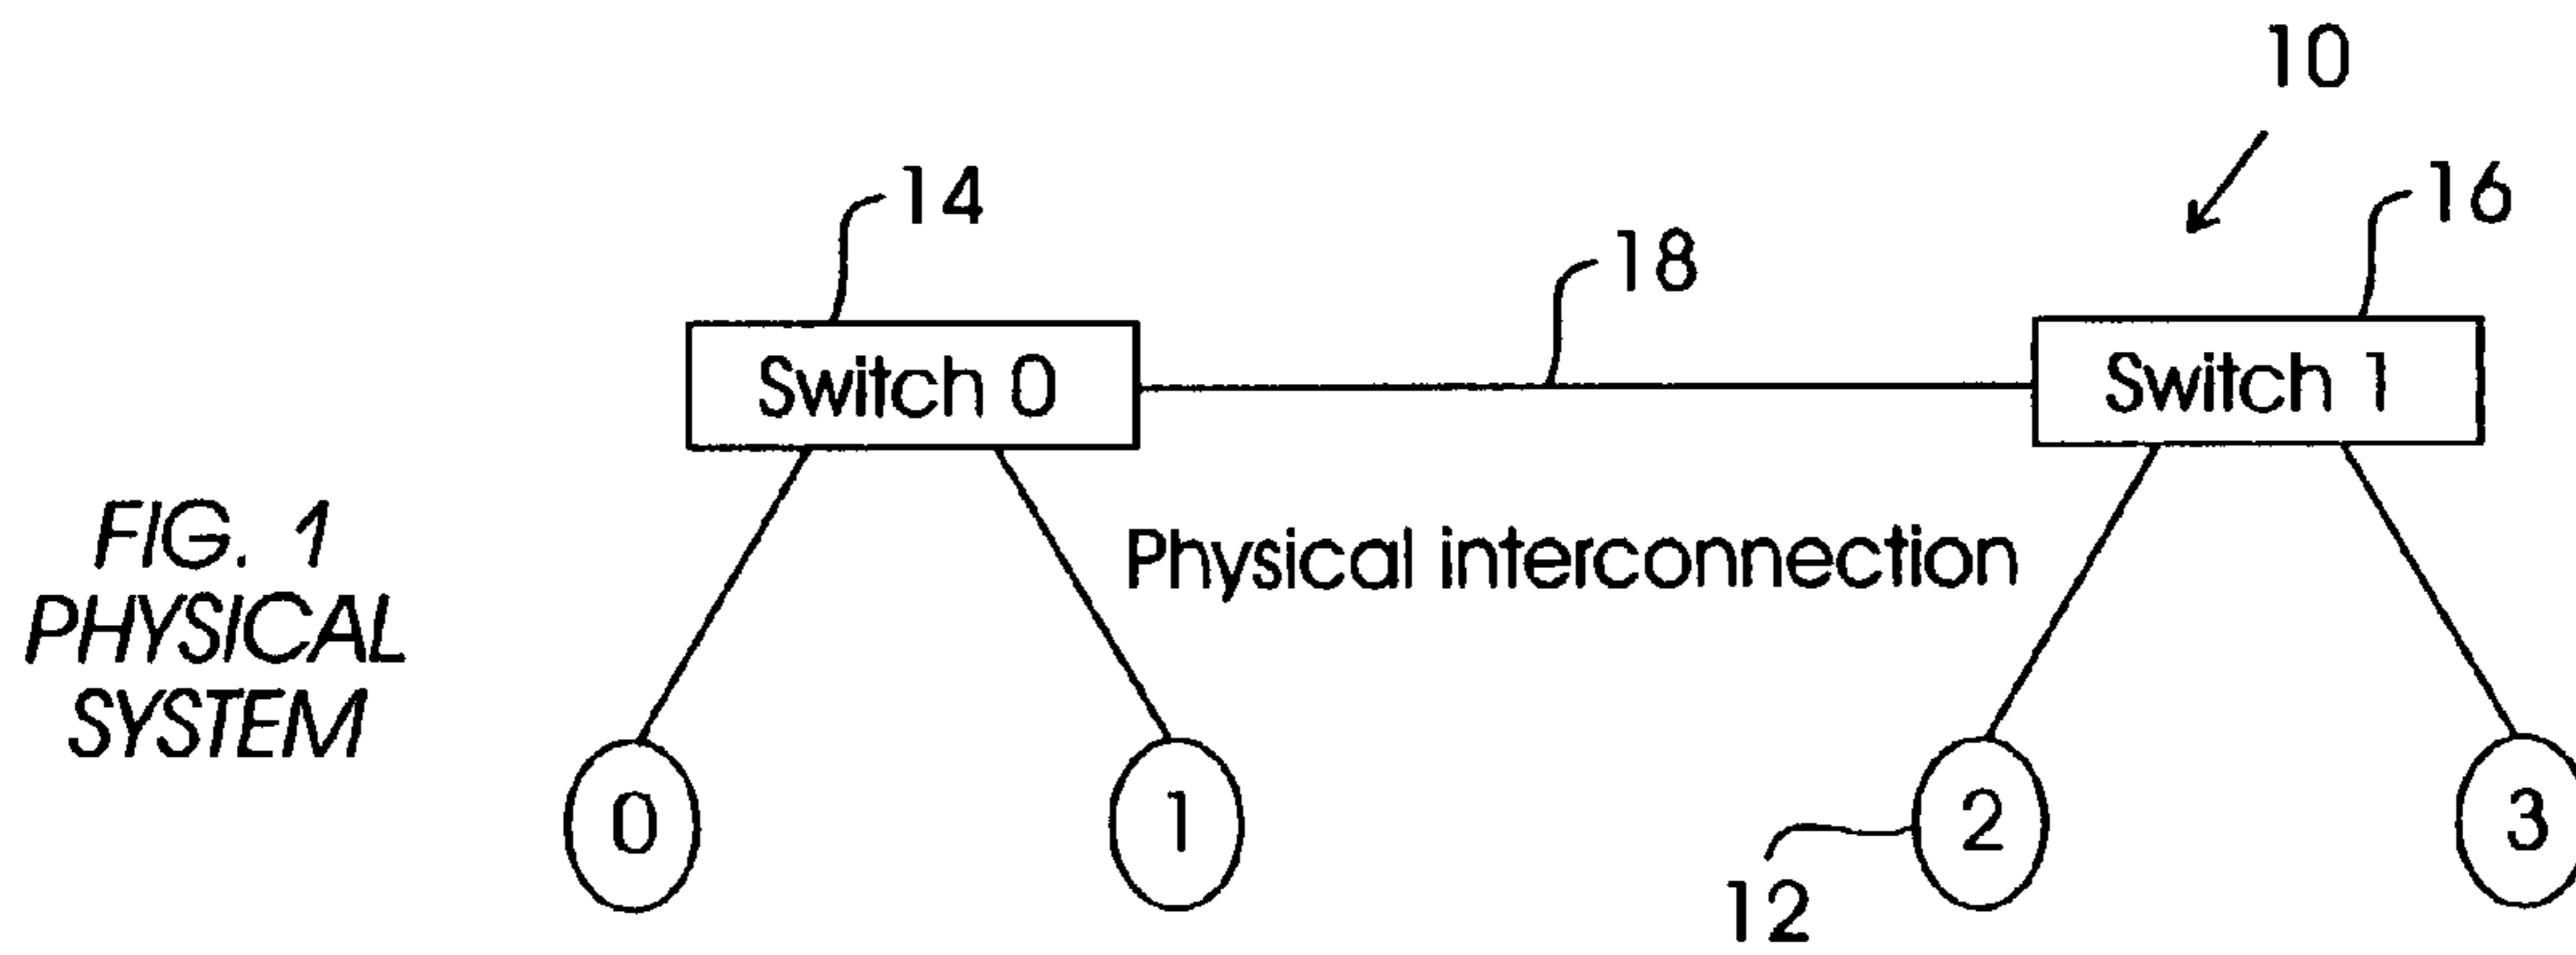 10
14
16
18
Switch 0
Switch 1
FIG. 1
PHYSICAL
SYSTEM
Physical interconnection
0
1
2
3
12